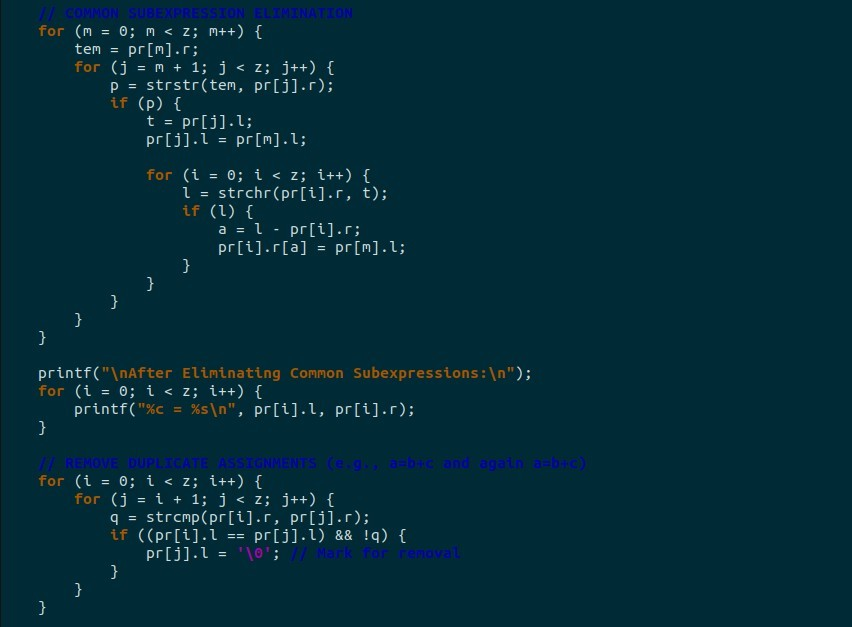 // COMMON SUBEXPRESSION ELIMINATION
for (m = 0; m < z; m++) {
    tem = pr[m].r;
    for (j = m + 1; j < z; j++) {
        p = strstr(tem, pr[j].r);
        if (p) {
            t = pr[j].l;
            pr[j].l = pr[m].l;

            for (i = 0; i < z; i++) {
                l = strchr(pr[i].r, t);
                if (l) {
                    a = l - pr[i].r;
                    pr[i].r[a] = pr[m].l;
                }
            }
        }
    }
}

printf("\nAfter Eliminating Common Subexpressions:\n");
for (i = 0; i < z; i++) {
    printf("%c = %s\n", pr[i].l, pr[i].r);
}

// REMOVE DUPLICATE ASSIGNMENTS (e.g., a=b+c and again a=b+c)
for (i = 0; i < z; i++) {
    for (j = i + 1; j < z; j++) {
        q = strcmp(pr[i].r, pr[j].r);
        if ((pr[i].l == pr[j].l) && !q) {
            pr[j].l = '\0'; // Mark for removal
        }
    }
}